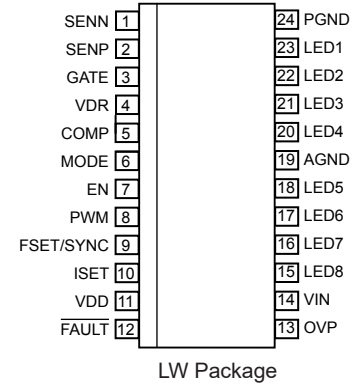 SENN 1 24 PGND
SENP 2 23 LED1
GATE 3 22 LED2
VDR 4 21 LED3
COMP 5 20 LED4
MODE 6 19 AGND
EN 7 18 LED5
PWM 8 17 LED6
FSET/SYNC 9 16 LED7
ISET 10 15 LED8
VDD 11 14 VIN
FAULT 12 13 OVP
LW Package